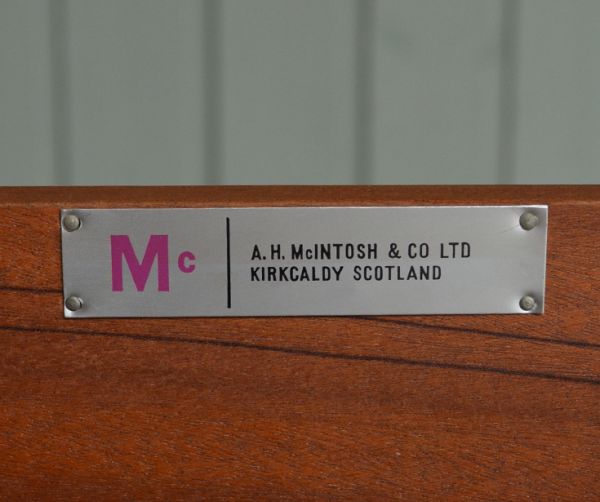 Mc
A. H. McINTOSH & CO LTD
KIRKCALDY SCOTLAND